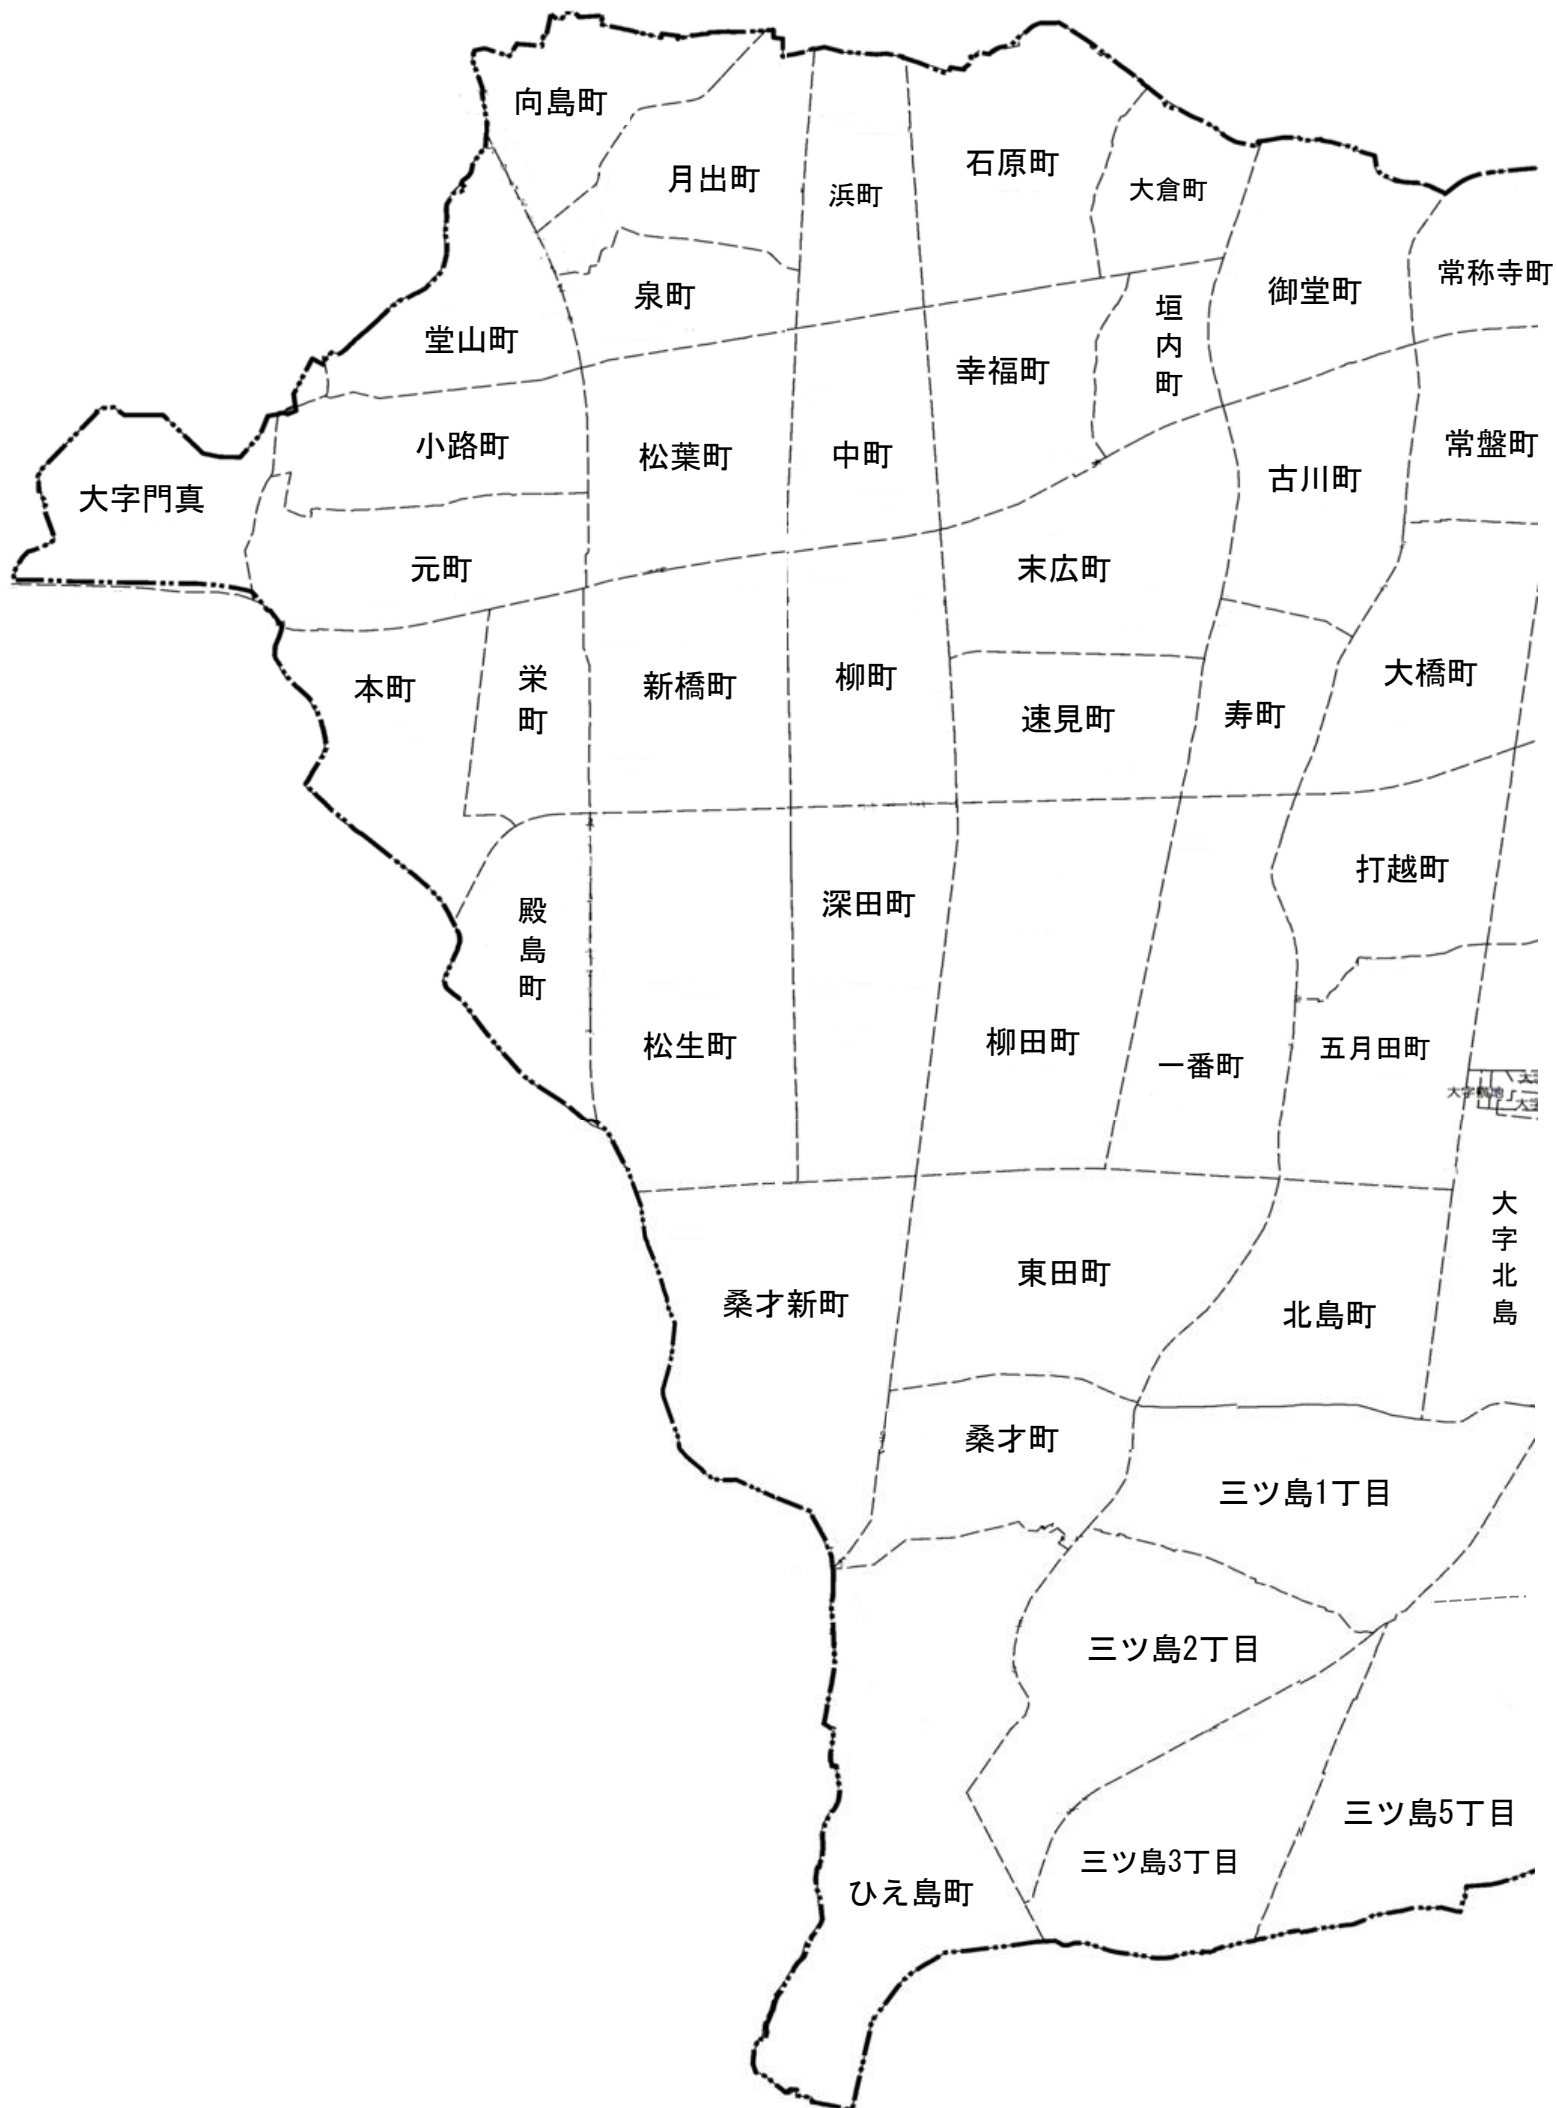 向島町
月出町
浜町
石原町
大倉町
常称寺町
御堂町
泉町
垣内町
堂山町
幸福町
小路町
松葉町
中町
常盤町
古川町
大字門真
元町
末広町
本町
栄町
新橋町
柳町
速見町
寿町
大橋町
打越町
深田町
殿島町
松生町
柳田町
一番町
五月田町
大字北島
東田町
桑才新町
北島町
桑才町
三ツ島1丁目
三ツ島2丁目
三ツ島5丁目
三ツ島3丁目
ひえ島町